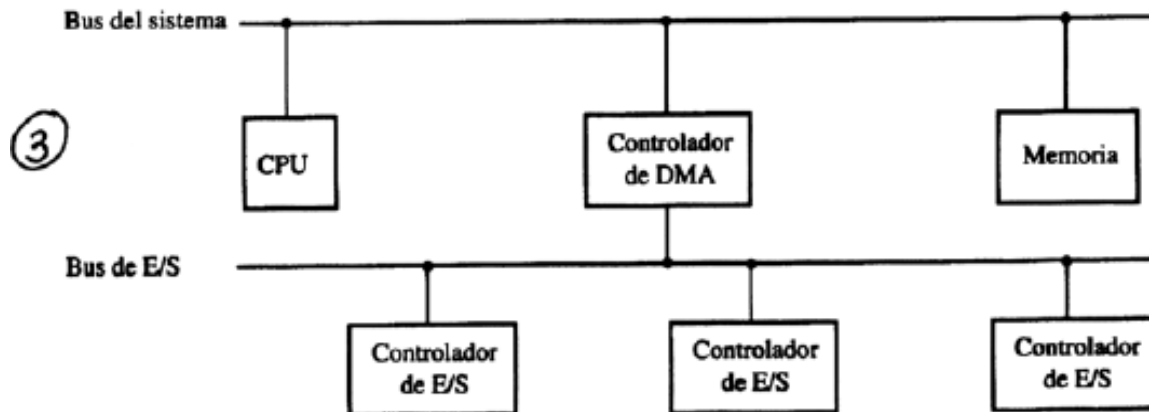 Bus del sistema
3
CPU
Controlador
de DMA
Memoria
Bus de E/S
Controlador
de E/S
Controlador
de E/S
Controlador
de E/S